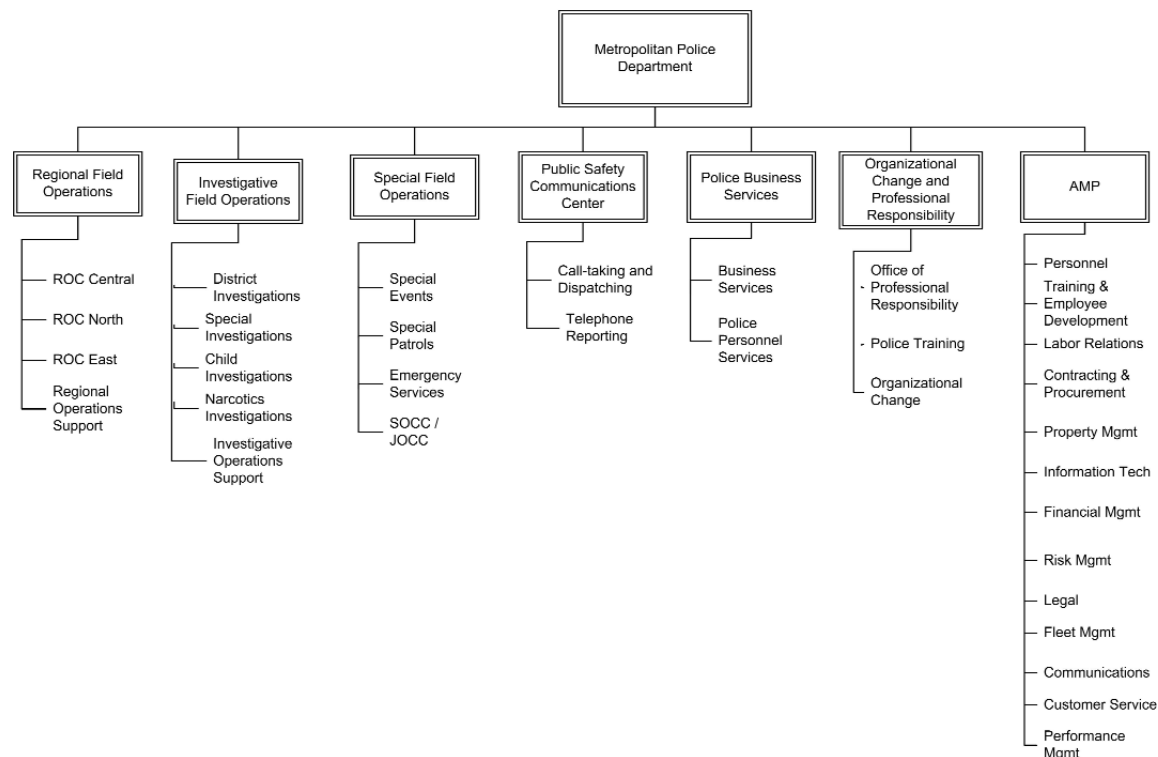 Metropolitan Police
Department
Regional Field
Operations
ROC Central
ROC North
ROC East
Regional
Operations
Support
Investigative
Field Operations
District
Investigations
Special
Investigations
Child
Investigations
Narcotics
Investigations
Investigative
Operations
Support
Special Field
Operations
Special
Events
Special
Patrols
Emergency
Services
SOCC /
JOCC
Public Safety
Communications
Center
Call-taking and
Dispatching
Telephone
Reporting
Police Business
Services
Business
Services
Police
Personnel
Services
Organizational
Change and
Professional
Responsibility
Office of
Professional
Responsibility
Police Training
Organizational
Change
AMP
Personnel
Training &
Employee
Development
Labor Relations
Contracting &
Procurement
Property Mgmt
Information Tech
Financial Mgmt
Risk Mgmt
Legal
Fleet Mgmt
Communications
Customer Service
Performance
Mgmt